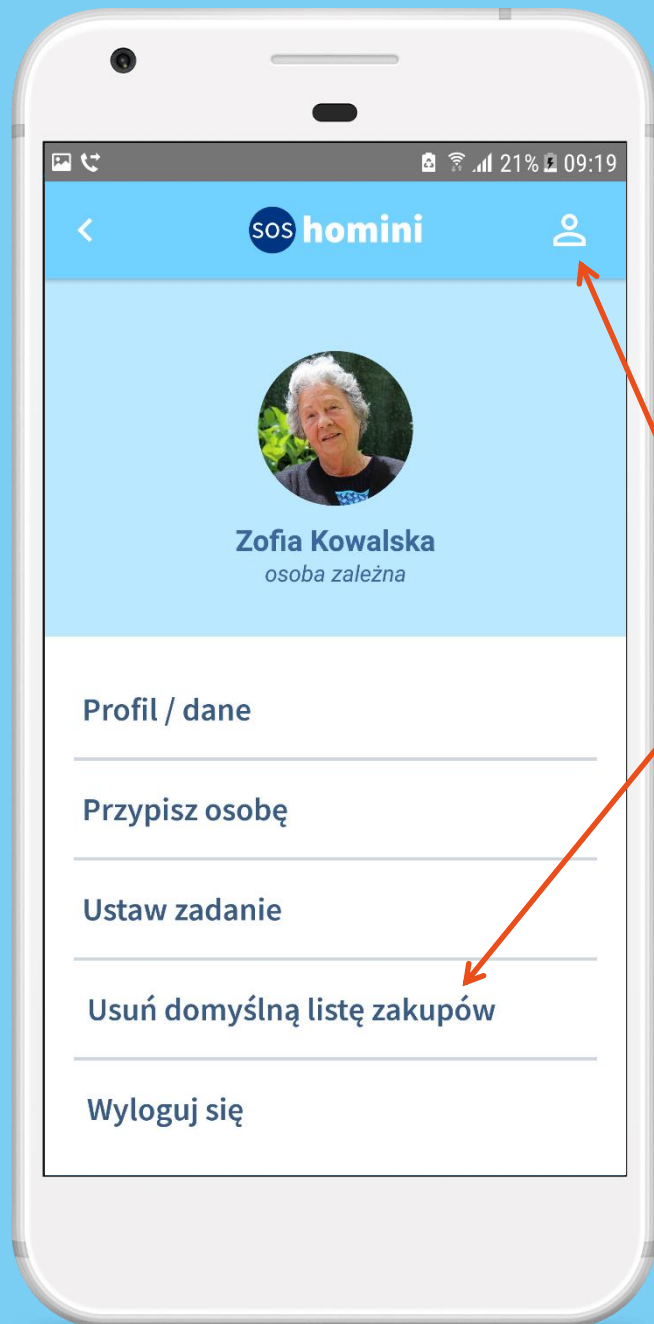 21% 09:19
sos homini
Zofia Kowalska
osoba zależna
Profil / dane
Przypisz osobę
Ustaw zadanie
Usuń domyślną listę zakupów
Wyloguj się